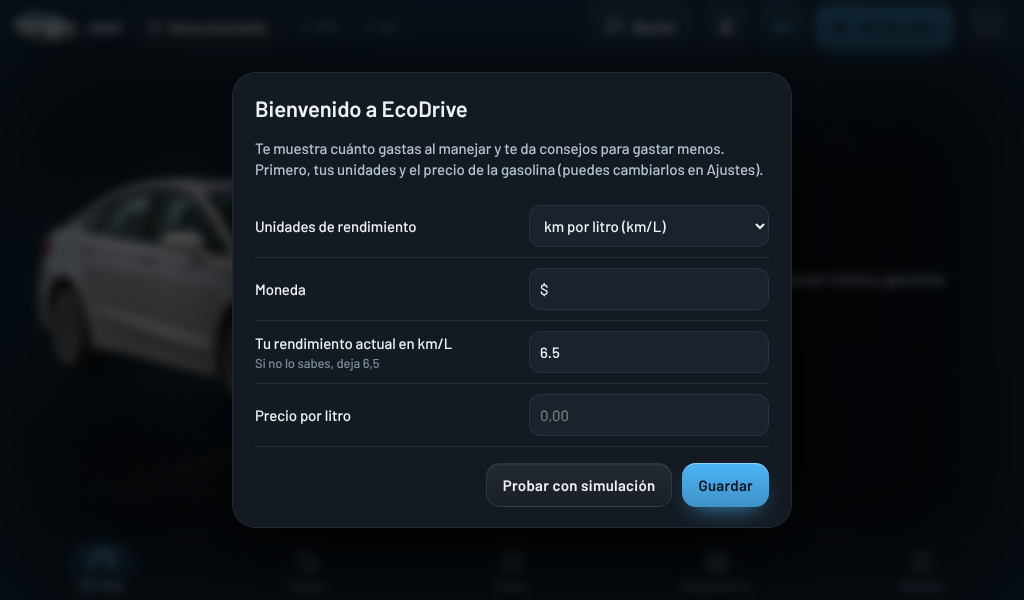 Bienvenido a EcoDrive
Te muestra cuánto gastas al manejar y te da consejos para gastar menos.
Primero, tus unidades y el precio de la gasolina (puedes cambiarlos en Ajustes).
Unidades de rendimiento
km por litro (km/L)
Moneda
$
Tu rendimiento actual en km/L
Si no lo sabes, deja 6,5
6.5
Precio por litro
0,00
Probar con simulación
Guardar